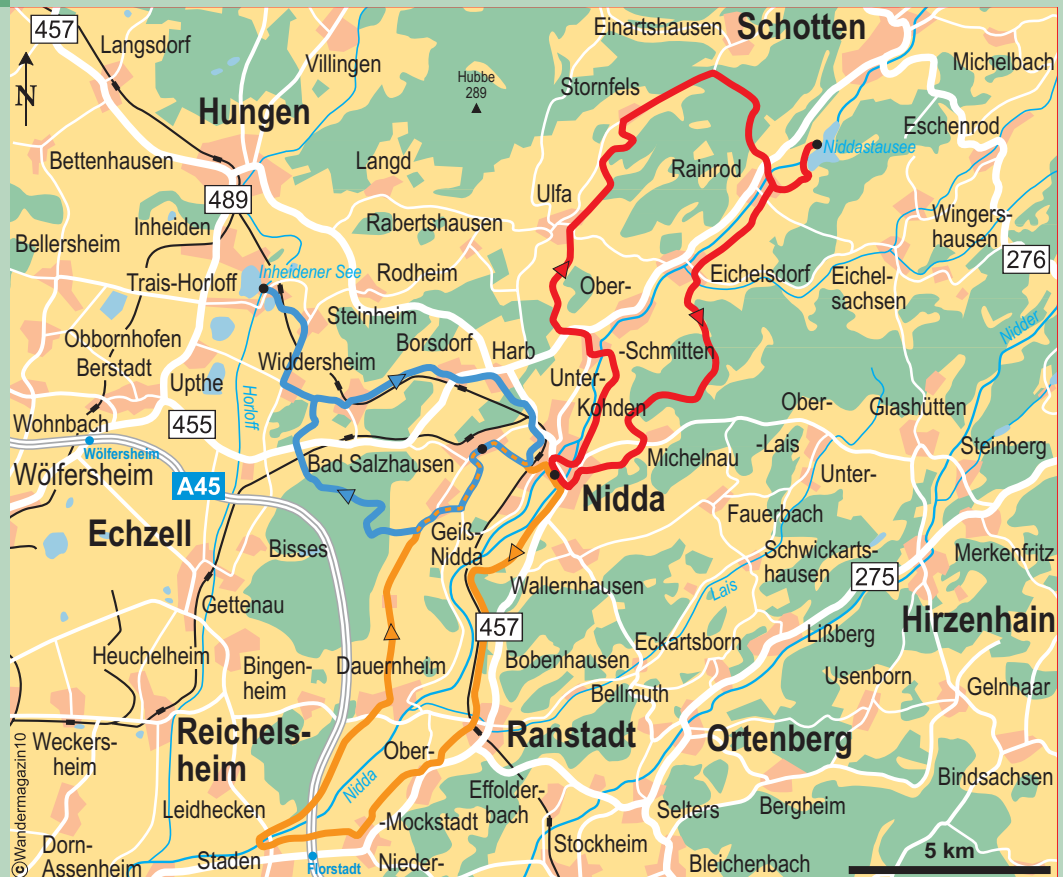 457
Langsdorf
Villingen
Einartshausen
Schotten
Michelbach
N
Hubbe
289
Stornfels
Hungen
Eschenrod
Niddastausee
Bettenhausen
Langd
Rainrod
489
Ulfa
Inheiden
Rabertshausen
Wingers-
hausen
Bellersheim
276
Inheidener See
Trais-Horloff
Rodheim
Ober-
Eichelsdorf
Eichel-
sachsen
Steinheim
Nidder
Obbornhofen
Borsdorf
Harb
-Schmitten
Berstadt
Widdersheim
Upthe
Unter-
Horloff
Kohden
Ober-
Glashütten
Wohnbach
455
-Lais
Steinberg
Wölfersheim
Wölfersheim
Bad Salzhausen
Michelnau
Unter-
A45
Nidda
Fauerbach
Echzell
Geiß-
Nidda
Bisses
Schwickarts-
hausen
Merkenfritz
275
Wallernhausen
Lais
Gettenau
457
Hirzenhain
Lißberg
Eckartsborn
Heuchelheim
Bingen-
heim
Dauernheim
Bobenhausen
Usenborn
Gelnhaar
Bellmuth
Reichels-
heim
Ranstadt
Ortenberg
Weckers-
heim
Ober-
Nidda
Bindsachsen
Effolder-
bach
Leidhecken
Selters
Bergheim
-Mockstadt
Stockheim
Dorn-
Assenheim
5 km
Staden
Florstadt
Nieder-
Bleichenbach
©Wandermagazin10